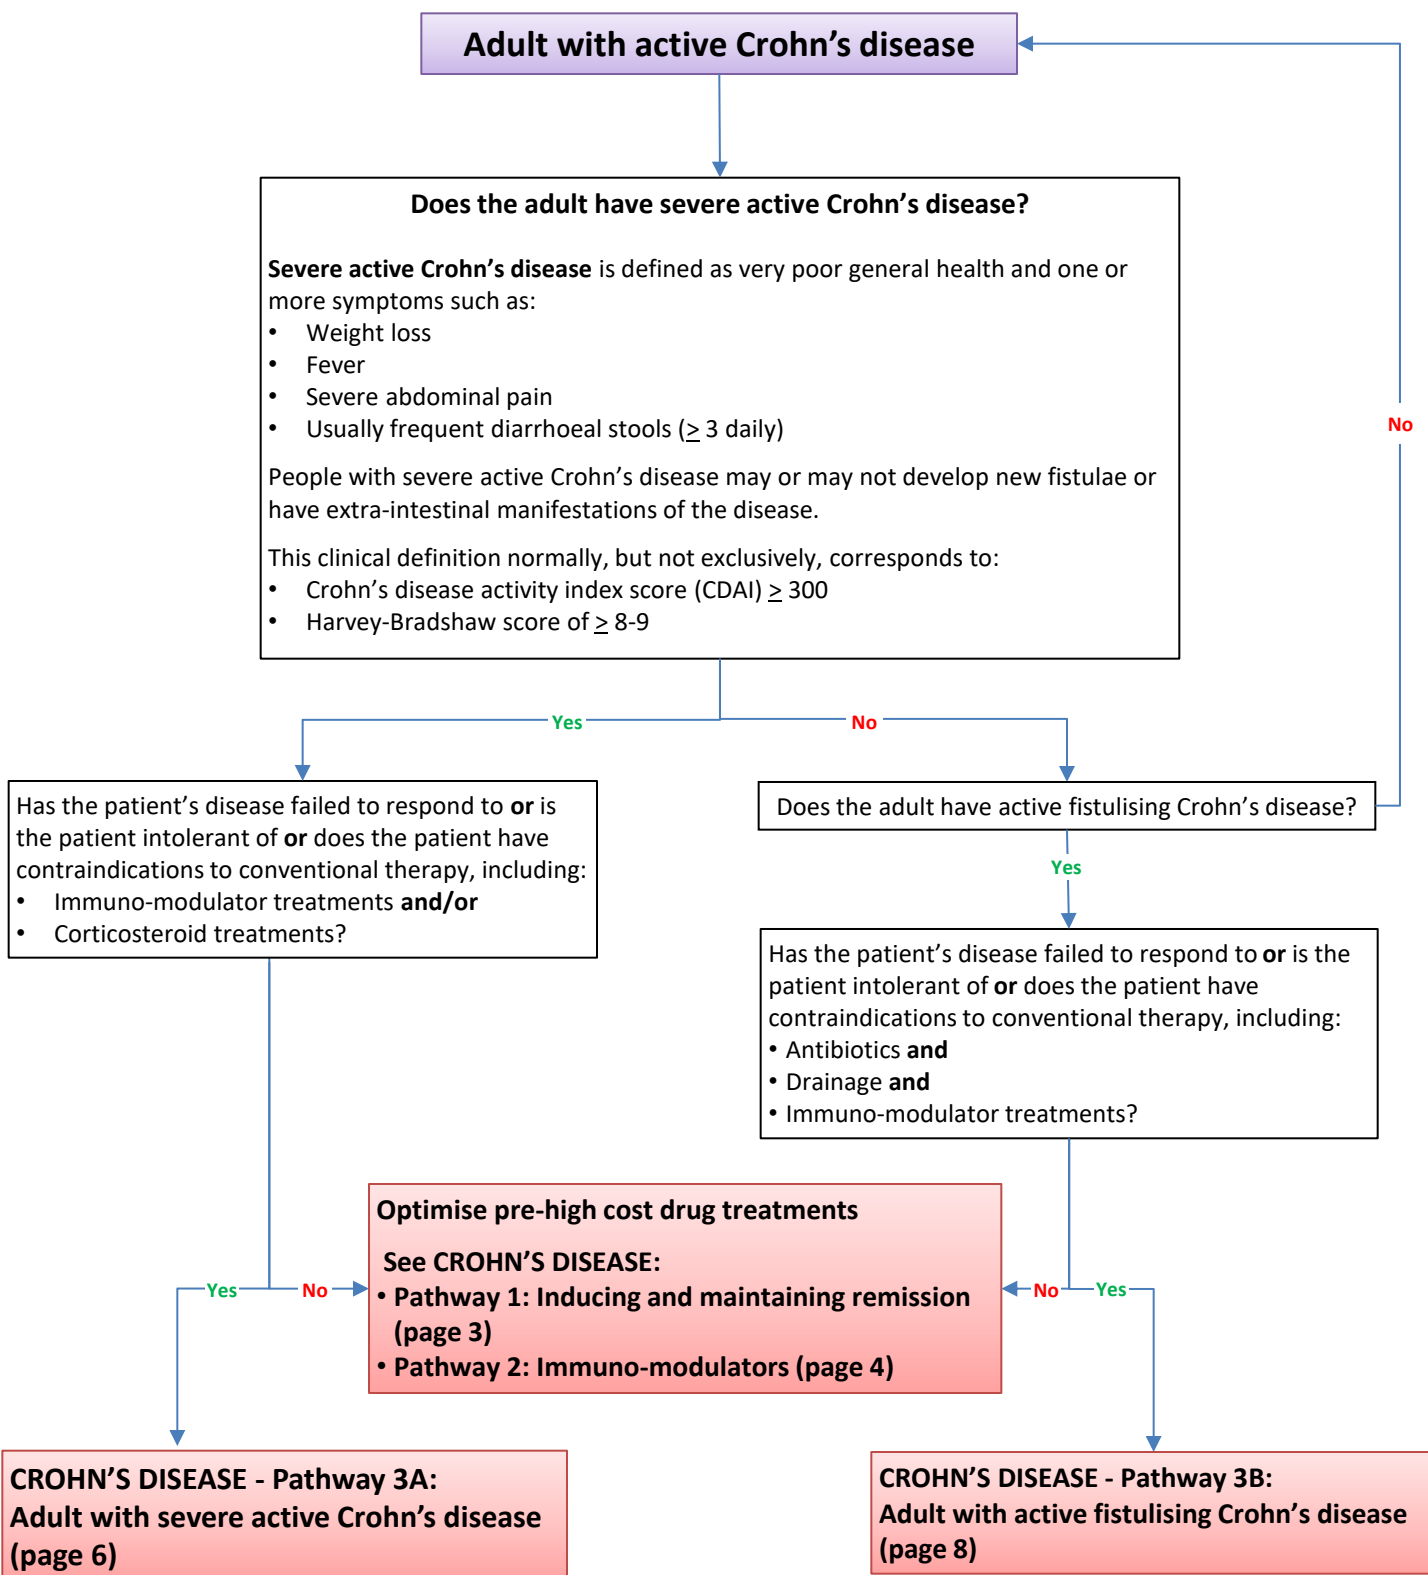 Adult with active Crohn’s disease
Does the adult have severe active Crohn’s disease?
Severe active Crohn’s disease is defined as very poor general health and one or
more symptoms such as:
• Weight loss
• Fever
• Severe abdominal pain
• Usually frequent diarrhoeal stools (≥ 3 daily)
People with severe active Crohn’s disease may or may not develop new fistulae or
have extra-intestinal manifestations of the disease.
This clinical definition normally, but not exclusively, corresponds to:
• Crohn’s disease activity index score (CDAI) ≥ 300
• Harvey-Bradshaw score of ≥ 8-9
No
Yes
No
Has the patient’s disease failed to respond to or is
the patient intolerant of or does the patient have
contraindications to conventional therapy, including:
• Immuno-modulator treatments and/or
• Corticosteroid treatments?
Does the adult have active fistulising Crohn’s disease?
Yes
Has the patient’s disease failed to respond to or is the
patient intolerant of or does the patient have
contraindications to conventional therapy, including:
• Antibiotics and
• Drainage and
• Immuno-modulator treatments?
Optimise pre-high cost drug treatments
See CROHN’S DISEASE:
• Pathway 1: Inducing and maintaining remission
(page 3)
• Pathway 2: Immuno-modulators (page 4)
Yes
No
No
Yes
CROHN’S DISEASE - Pathway 3A:
Adult with severe active Crohn’s disease
(page 6)
CROHN’S DISEASE - Pathway 3B:
Adult with active fistulising Crohn’s disease
(page 8)